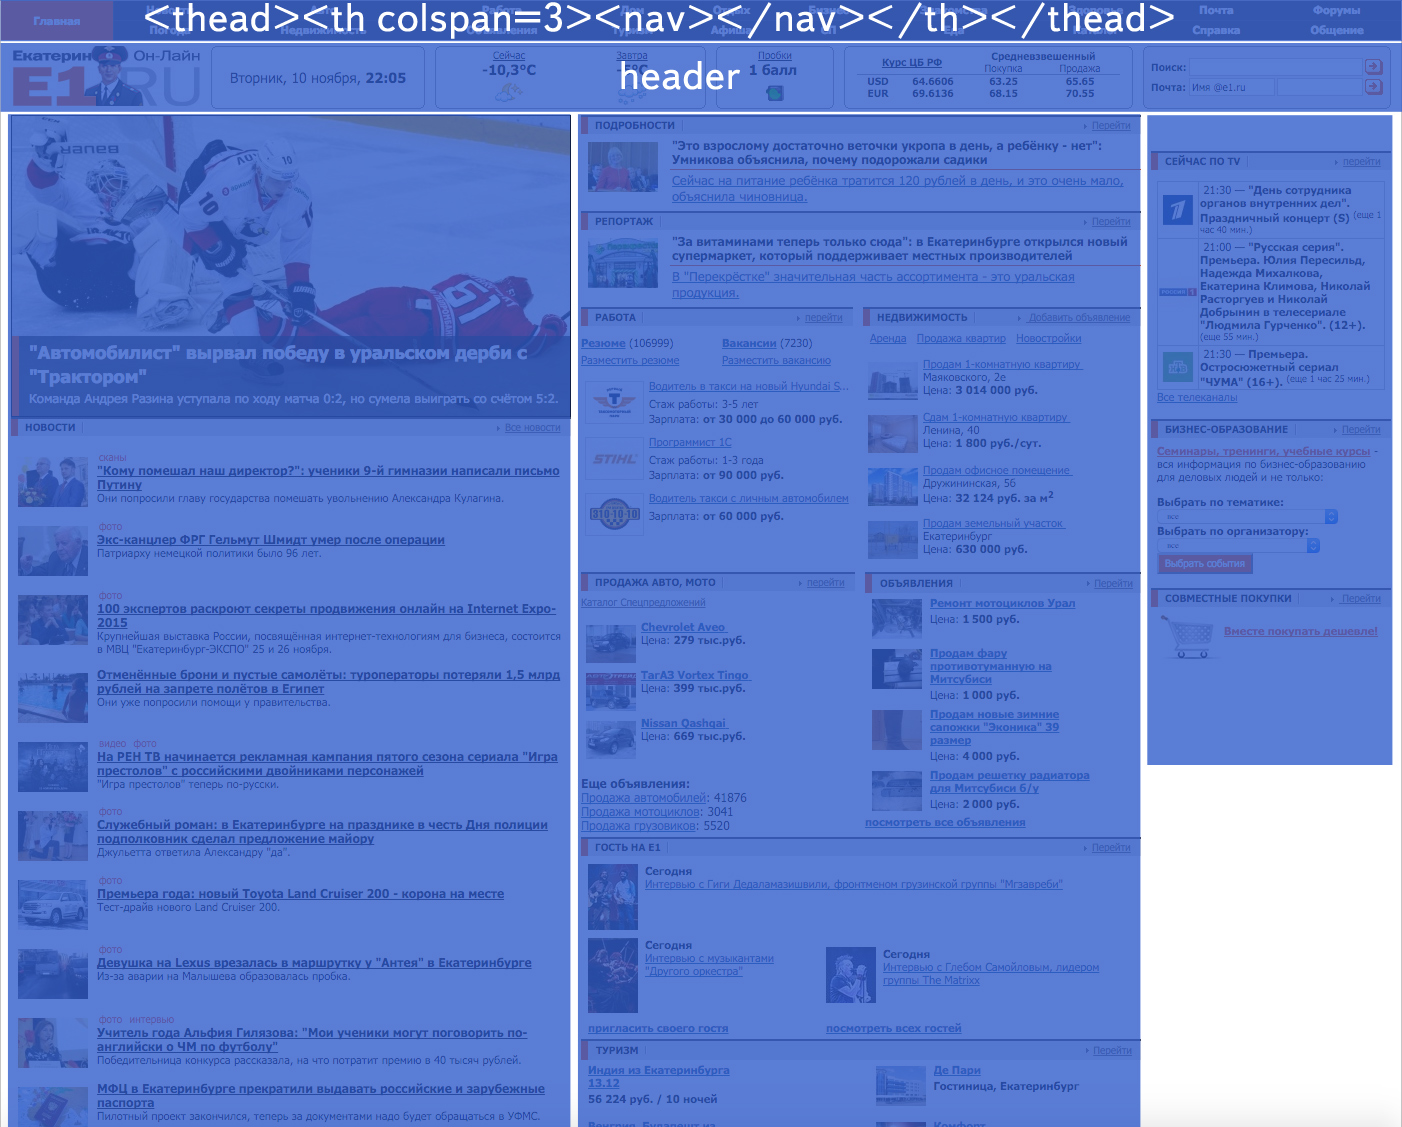 <thead><th colspan=3><nav></nav></th></thead>
Главная
Работа
Дом
Отдых
Здоровье
Почта
Форумы
Погода
Недвижимость
Объявления
Туризм
Афиша
Еда
Справка
Общение
header
Екатеринбург Он-Лайн
E1.RU
Вторник, 10 ноября, 22:05
Сейчас
-10,3°C
Завтра
Пробки
1 балл
Курс ЦБ РФ
Средневзвешенный
Покупка Продажа
USD 64.6606 63.25 65.65
EUR 69.6136 68.15 70.55
Поиск:
Почта: Имя @e1.ru
"Автомобилист" вырвал победу в уральском дерби с
"Трактором"
Команда Андрея Разина уступала по ходу матча 0:2, но сумела выиграть со счётом 5:2.
НОВОСТИ
Все новости
сканы
"Кому помешал наш директор?": ученики 9-й гимназии написали письмо
Путину
Они попросили главу государства помешать увольнению Александра Кулагина.
фото
Экс-канцлер ФРГ Гельмут Шмидт умер после операции
Патриарху немецкой политики было 96 лет.
фото
100 экспертов раскроют секреты продвижения онлайн на Internet Expo-
2015
Крупнейшая выставка России, посвящённая интернет-технологиям для бизнеса, состоится
в МВЦ "Екатеринбург-ЭКСПО" 25 и 26 ноября.
Отменённые брони и пустые самолёты: туроператоры потеряли 1,5 млрд
рублей на запрете полётов в Египет
Они уже попросили помощи у правительства.
видео фото
На РЕН ТВ начинается рекламная кампания пятого сезона сериала "Игра
престолов" с российскими двойниками персонажей
"Игра престолов" теперь по-русски.
фото
Служебный роман: в Екатеринбурге на празднике в честь Дня полиции
подполковник сделал предложение майору
Джульетта ответила Александру "да".
фото
Премьера года: новый Toyota Land Cruiser 200 - корона на месте
Тест-драйв нового Land Cruiser 200.
фото
Девушка на Lexus врезалась в маршрутку у "Антея" в Екатеринбурге
Из-за аварии на Малышева образовалась пробка.
фото интервью
Учитель года Альфия Гилязова: "Мои ученики могут поговорить по-
английски о ЧМ по футболу"
Победительница конкурса рассказала, на что потратит премию в 40 тысяч рублей.
МФЦ в Екатеринбурге прекратили выдавать российские и зарубежные
паспорта
Пилотный проект закончился, теперь за документами надо будет обращаться в УФМС.
ПОДРОБНОСТИ
Перейти
"Это взрослому достаточно веточки укропа в день, а ребёнку - нет":
Умникова объяснила, почему подорожали садики
Сейчас на питание ребёнка тратится 120 рублей в день, и это очень мало,
объяснила чиновница.
РЕПОРТАЖ
Перейти
"За витаминами теперь только сюда": в Екатеринбурге открылся новый
супермаркет, который поддерживает местных производителей
В "Перекрёстке" значительная часть ассортимента - это уральская
продукция.
РАБОТА
перейти
Резюме (106999) Вакансии (7230)
Разместить резюме Разместить вакансию
Водитель в такси на новый Hyundai S...
Стаж работы: 3-5 лет
Зарплата: от 30 000 до 60 000 руб.
STIHL
Программист 1С
Стаж работы: 1-3 года
Зарплата: от 90 000 руб.
310-10-10
Водитель такси с личным автомобилем
Зарплата: от 60 000 руб.
НЕДВИЖИМОСТЬ
Добавить объявление
Аренда Продажа квартир Новостройки
Продам 1-комнатную квартиру
Маяковского, 2е
Цена: 3 014 000 руб.
Сдам 1-комнатную квартиру
Ленина, 40
Цена: 1 800 руб./сут.
Продам офисное помещение
Дружининская, 5б
Цена: 32 124 руб. за м2
Продам земельный участок
Екатеринбург
Цена: 630 000 руб.
ПРОДАЖА АВТО, МОТО
перейти
Каталог Спецпредложений
Chevrolet Aveo
Цена: 279 тыс.руб.
ТагАЗ Vortex Tingo
Цена: 399 тыс.руб.
Nissan Qashqai
Цена: 669 тыс.руб.
Еще объявления:
Продажа автомобилей: 41876
Продажа мотоциклов: 3041
Продажа грузовиков: 5520
ОБЪЯВЛЕНИЯ
Перейти
Ремонт мотоциклов Урал
Цена: 1 500 руб.
Продам фару
противотуманную на
Митсубиси
Цена: 1 000 руб.
Продам новые зимние
сапожки "Эконика" 39
размер
Цена: 4 000 руб.
Продам решетку радиатора
для Митсубиси б/у
Цена: 2 000 руб.
посмотреть все объявления
ГОСТЬ НА Е1
Перейти
Сегодня
Интервью с Гиги Дедаламазишвили, фронтменом грузинской группы "Мгзавреби"
Сегодня
Интервью с музыкантами
"Другого оркестра"
Сегодня
Интервью с Глебом Самойловым, лидером
группы The Matrixx
пригласить своего гостя
посмотреть всех гостей
ТУРИЗМ
Перейти
Индия из Екатеринбурга
13.12
56 224 руб. / 10 ночей
Де Пари
Гостиница, Екатеринбург
СЕЙЧАС ПО TV
перейти
21:30 — "День сотрудника
органов внутренних дел".
Праздничный концерт (S) (еще 1
час 40 мин.)
РОССИЯ 1
21:00 — "Русская серия".
Премьера. Юлия Пересильд,
Надежда Михалкова,
Екатерина Климова, Николай
Расторгуев и Николай
Добрынин в телесериале
"Людмила Гурченко". (12+).
(еще 55 мин.)
21:30 — Премьера.
Остросюжетный сериал
"ЧУМА" (16+). (еще 1 час 25 мин.)
Все телеканалы
БИЗНЕС-ОБРАЗОВАНИЕ
Перейти
Семинары, тренинги, учебные курсы -
вся информация по бизнес-образованию
для деловых людей и не только:
Выбрать по тематике:
все
Выбрать по организатору:
все
Выбрать события
СОВМЕСТНЫЕ ПОКУПКИ
Перейти
Вместе покупать дешевле!